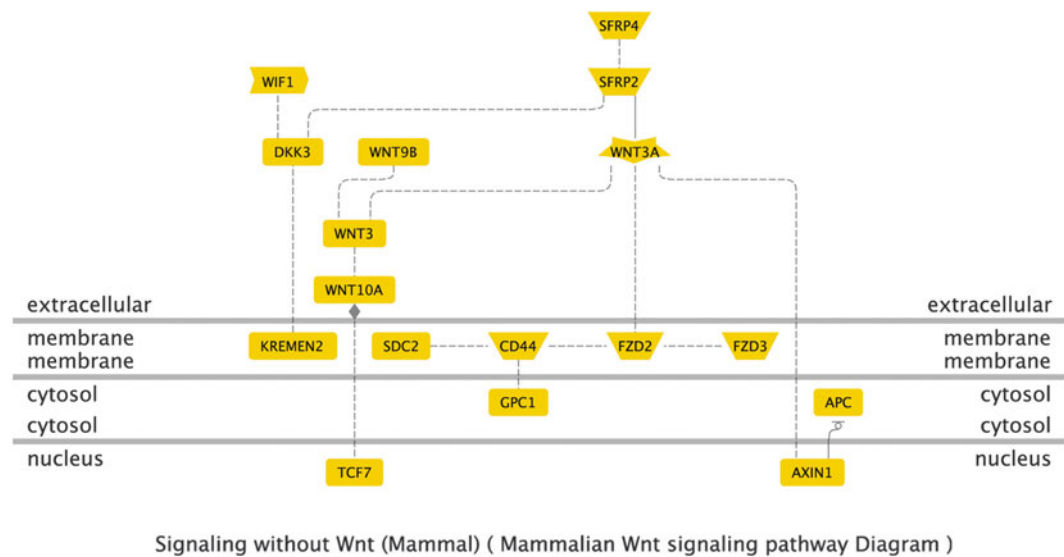 SFRP4
WIF1
SFRP2
DKK3 WNT9B WNT3A
WNT3
WNT10A
extracellular extracellular
membrane membrane
KREMEN2 SDC2 CD44 FZD2 FZD3
membrane membrane
cytosol cytosol
GPC1 APC
cytosol cytosol
nucleus nucleus
TCF7 AXIN1
Signaling without Wnt (Mammal) ( Mammalian Wnt signaling pathway Diagram )